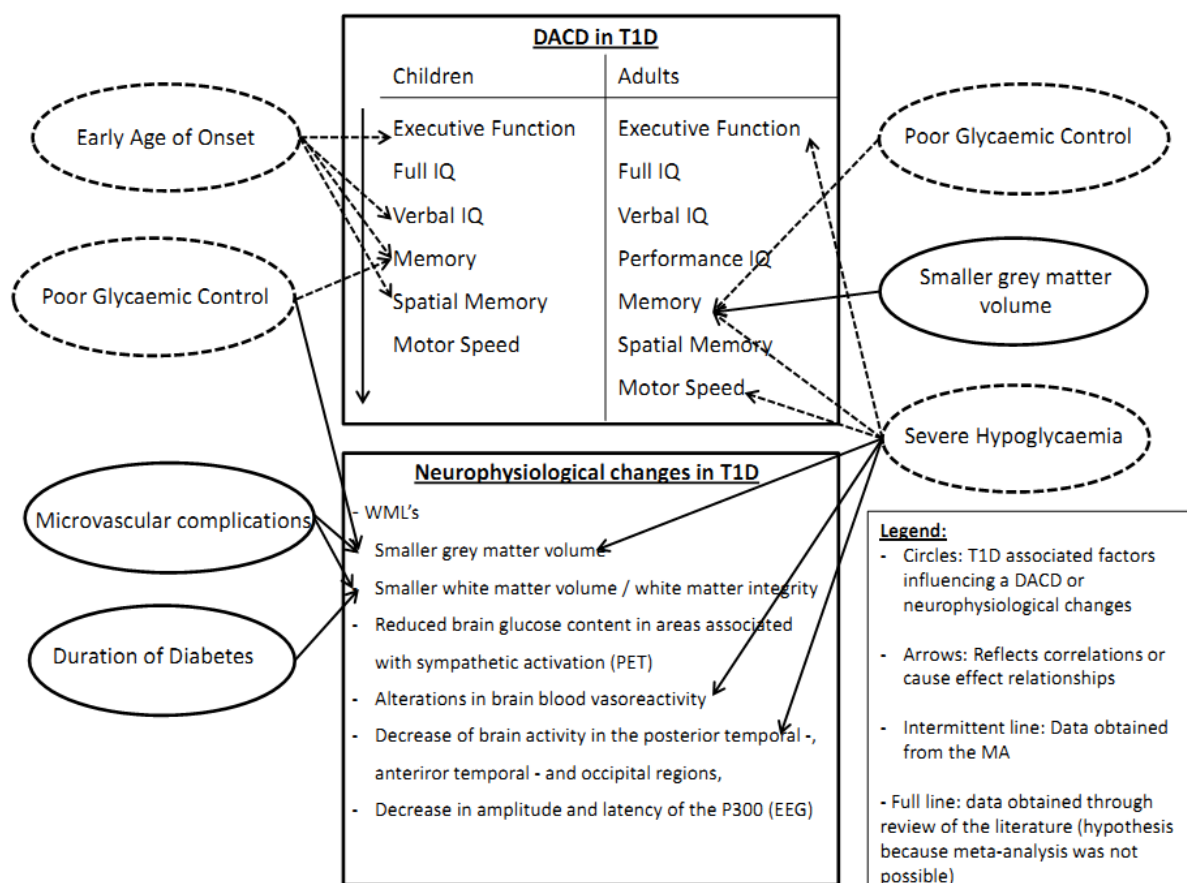 DACD in T1D
Children
Adults
Executive Function
Full IQ
Verbal IQ
Memory
Spatial Memory
Motor Speed
Executive Function
Full IQ
Verbal IQ
Performance IQ
Memory
Spatial Memory
Motor Speed
Early Age of Onset
Poor Glycaemic Control
Microvascular complications
Duration of Diabetes
Poor Glycaemic Control
Smaller grey matter
volume
Severe Hypoglycaemia
Neurophysiological changes in T1D
- WML's
Smaller grey matter volume
Smaller white matter volume / white matter integrity
- Reduced brain glucose content in areas associated
with sympathetic activation (PET)
- Alterations in brain blood vasoreactivity
- Decrease of brain activity in the posterior temporal -,
anteriror temporal - and occipital regions,
- Decrease in amplitude and latency of the P300 (EEG)
Legend:
- Circles: T1D associated factors
influencing a DACD or
neurophysiological changes
- Arrows: Reflects correlations or
cause effect relationships
- Intermittent line: Data obtained
from the MA
- Full line: data obtained through
review of the literature (hypothesis
because meta-analysis was not
possible)